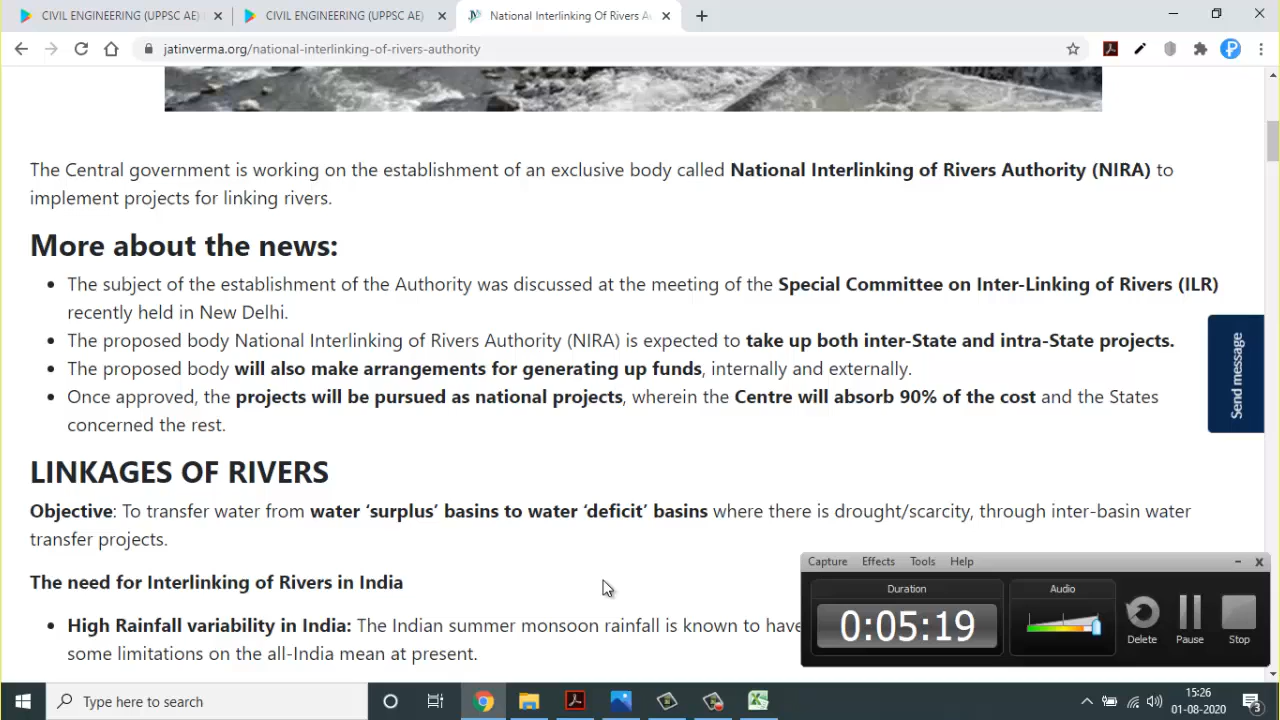 CIVIL ENGINEERING (UPPSC AE)
CIVIL ENGINEERING (UPPSC AE)
National Interlinking Of Rivers Au
jatinverma.org/national-interlinking-of-rivers-authority
The Central government is working on the establishment of an exclusive body called National Interlinking of Rivers Authority (NIRA) to
implement projects for linking rivers.
More about the news:
• The subject of the establishment of the Authority was discussed at the meeting of the Special Committee on Inter-Linking of Rivers (ILR)
recently held in New Delhi.
• The proposed body National Interlinking of Rivers Authority (NIRA) is expected to take up both inter-State and intra-State projects.
• The proposed body will also make arrangements for generating up funds, internally and externally.
• Once approved, the projects will be pursued as national projects, wherein the Centre will absorb 90% of the cost and the States
concerned the rest.
Send message
LINKAGES OF RIVERS
Objective: To transfer water from water ‘surplus’ basins to water ‘deficit’ basins where there is drought/scarcity, through inter-basin water
transfer projects.
The need for Interlinking of Rivers in India
• High Rainfall variability in India: The Indian summer monsoon rainfall is known to have
some limitations on the all-India mean at present.
Capture Effects Tools Help
Duration
Audio
0:05:19
Delete Pause Stop
Type here to search
15:26
01-08-2020
3